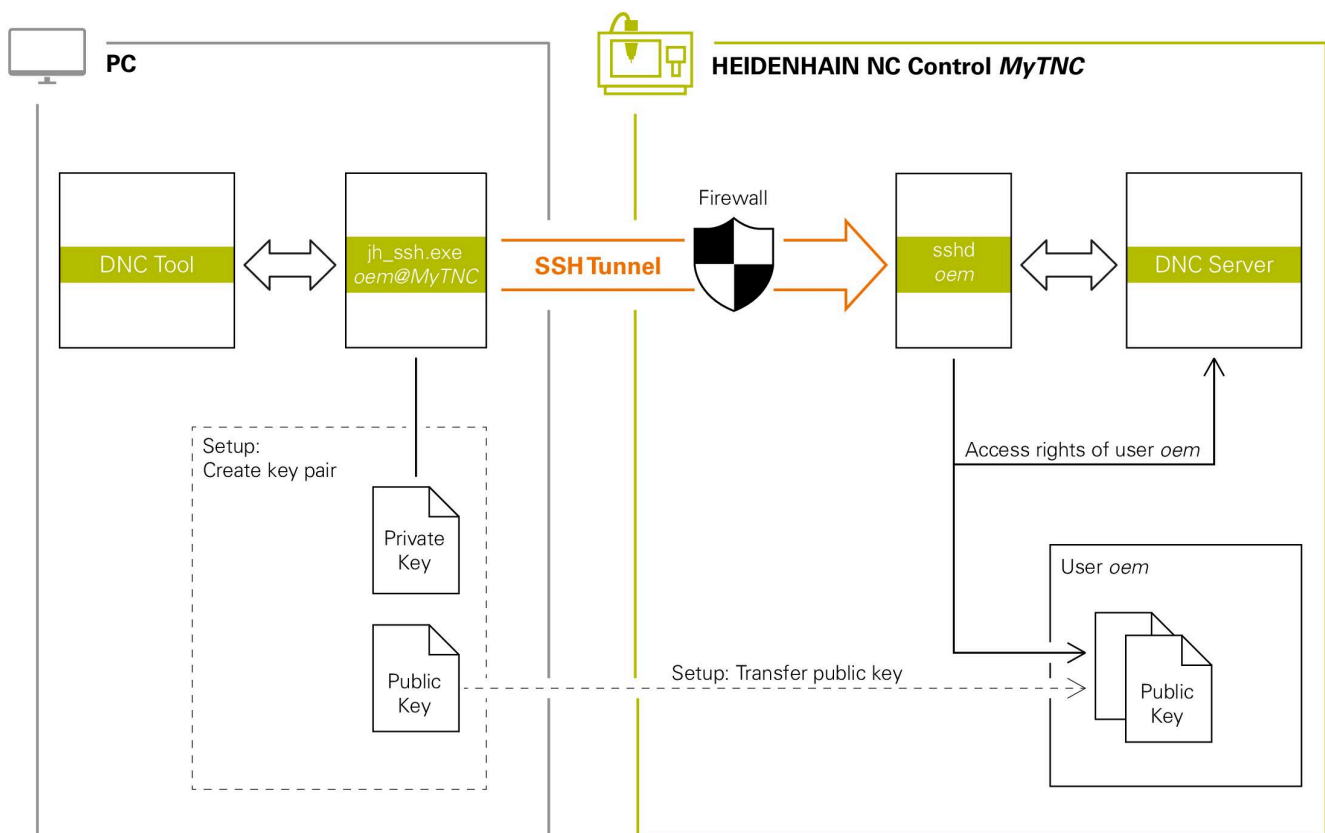 PC
HEIDENHAIN NC Control MyTNC
DNC Tool
jh_ssh.exe
oem@MyTNC
SSH Tunnel
Firewall
sshd
oem
DNC Server
Setup:
Create key pair
Private
Key
Public
Key
Access rights of user oem
Setup: Transfer public key
User oem
Public
Key